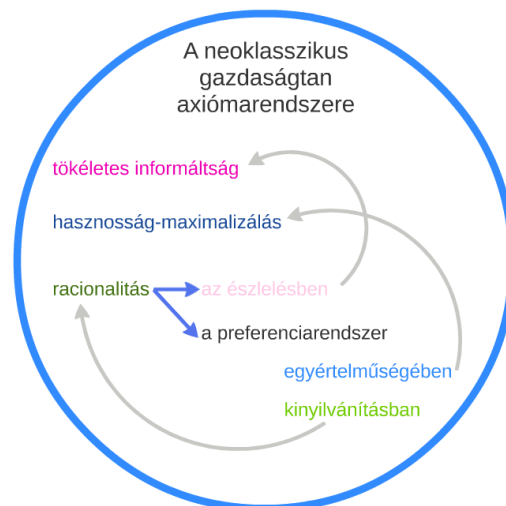 A neoklasszikus
gazdaságtan
axiómarendszere
tökéletes informáltság
hasznosság-maximalizálás
racionalitás az észlelésben
a preferenciarendszer
egyértelműségében
kinyilvánításban